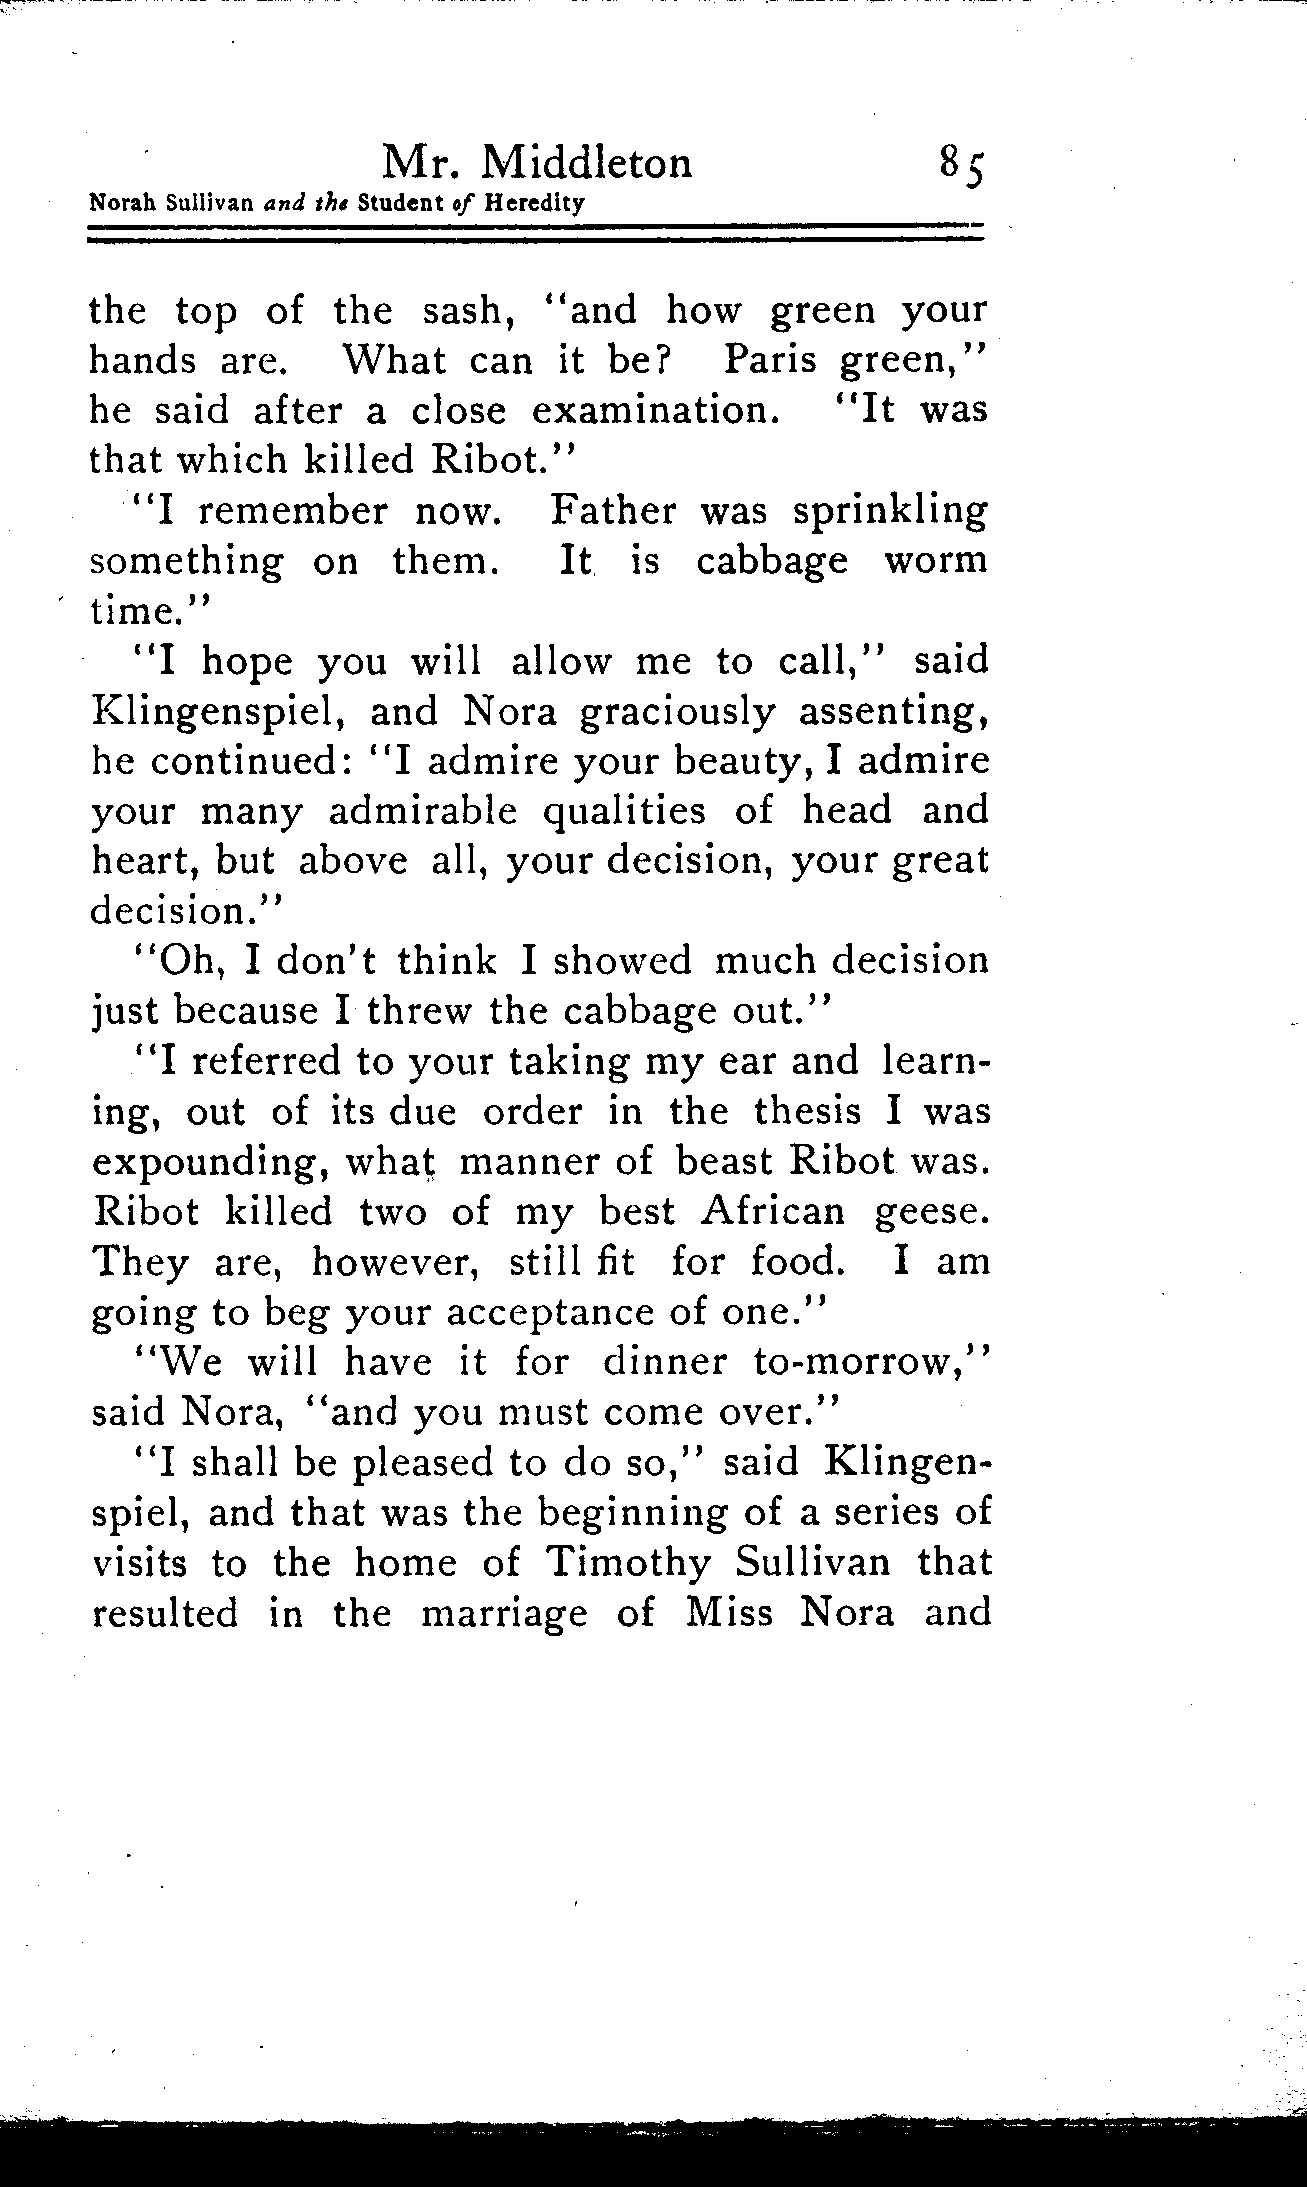 Mr. Middleton 85
Norah Sullivan and the Student of Heredity
the top of the sash, "and how green your
hands are. What can it be? Paris green,"
he said after a close examination. "It was
that which killed Ribot."
"I remember now. Father was sprinkling
something on them. It is cabbage worm
time."
"I hope you will allow me to call," said
Klingenspiel, and Nora graciously assenting,
he continued: "I admire your beauty, I admire
your many admirable qualities of head and
heart, but above all, your decision, your great
decision."
"Oh, I don't think I showed much decision
just because I threw the cabbage out."
"I referred to your taking my ear and learn-
ing, out of its due order in the thesis I was
expounding, what manner of beast Ribot was.
Ribot killed two of my best African geese.
They are, however, still fit for food. I am
going to beg your acceptance of one."
"We will have it for dinner to-morrow,"
said Nora, "and you must come over."
"I shall be pleased to do so," said Klingen-
spiel, and that was the beginning of a series of
visits to the home of Timothy Sullivan that
resulted in the marriage of Miss Nora and